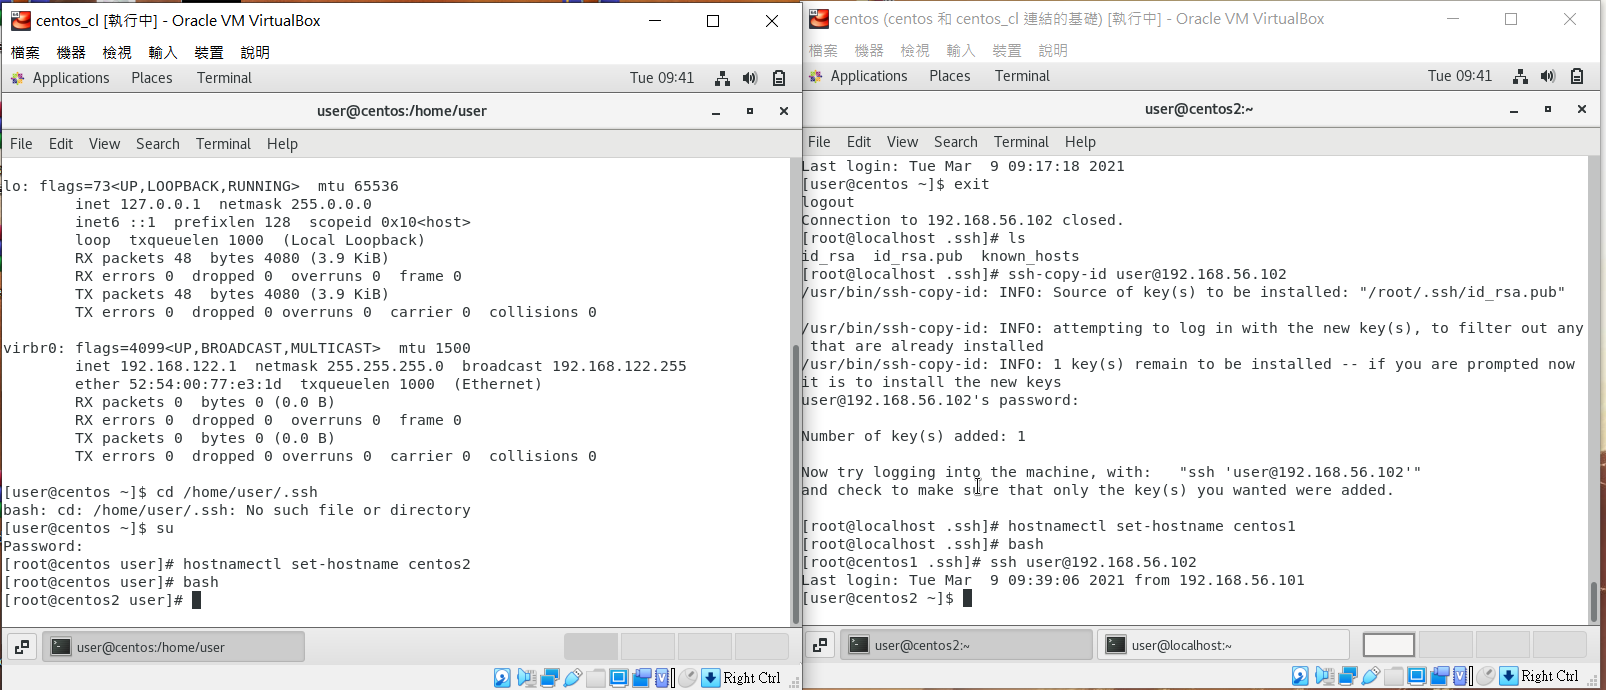 centos_cl [執行中] - Oracle VM VirtualBox
檔案 機器 檢視 輸入 裝置 說明
Applications Places Terminal Tue 09:41
user@centos:/home/user
File Edit View Search Terminal Help
lo: flags=73<UP,LOOPBACK,RUNNING>  mtu 65536
        inet 127.0.0.1  netmask 255.0.0.0
        inet6 ::1  prefixlen 128  scopeid 0x10<host>
        loop  txqueuelen 1000  (Local Loopback)
        RX packets 48  bytes 4080 (3.9 KiB)
        RX errors 0  dropped 0  overruns 0  frame 0
        TX packets 48  bytes 4080 (3.9 KiB)
        TX errors 0  dropped 0 overruns 0  carrier 0  collisions 0
virbr0: flags=4099<UP,BROADCAST,MULTICAST>  mtu 1500
        inet 192.168.122.1  netmask 255.255.255.0  broadcast 192.168.122.255
        ether 52:54:00:77:e3:1d  txqueuelen 1000  (Ethernet)
        RX packets 0  bytes 0 (0.0 B)
        RX errors 0  dropped 0  overruns 0  frame 0
        TX packets 0  bytes 0 (0.0 B)
        TX errors 0  dropped 0 overruns 0  carrier 0  collisions 0
[user@centos ~]$ cd /home/user/.ssh
bash: cd: /home/user/.ssh: No such file or directory
[user@centos ~]$ su
Password:
[root@centos user]# hostnamectl set-hostname centos2
[root@centos user]# bash
[root@centos2 user]#
user@centos:/home/user
Right Ctrl
centos (centos 和 centos_cl 連結的基礎) [執行中] - Oracle VM VirtualBox
檔案 機器 檢視 輸入 裝置 說明
Applications Places Terminal Tue 09:41
user@centos2:~
File Edit View Search Terminal Help
Last login: Tue Mar  9 09:17:18 2021
[user@centos ~]$ exit
logout
Connection to 192.168.56.102 closed.
[root@localhost .ssh]# ls
id_rsa  id_rsa.pub  known_hosts
[root@localhost .ssh]# ssh-copy-id user@192.168.56.102
/usr/bin/ssh-copy-id: INFO: Source of key(s) to be installed: "/root/.ssh/id_rsa.pub"
/usr/bin/ssh-copy-id: INFO: attempting to log in with the new key(s), to filter out any
 that are already installed
/usr/bin/ssh-copy-id: INFO: 1 key(s) remain to be installed -- if you are prompted now
it is to install the new keys
user@192.168.56.102's password:
Number of key(s) added: 1
Now try logging into the machine, with:   "ssh 'user@192.168.56.102'"
and check to make sure that only the key(s) you wanted were added.
[root@localhost .ssh]# hostnamectl set-hostname centos1
[root@localhost .ssh]# bash
[root@centos1 .ssh]# ssh user@192.168.56.102
Last login: Tue Mar  9 09:39:06 2021 from 192.168.56.101
[user@centos2 ~]$
user@centos2:~ user@localhost:~
Right Ctrl